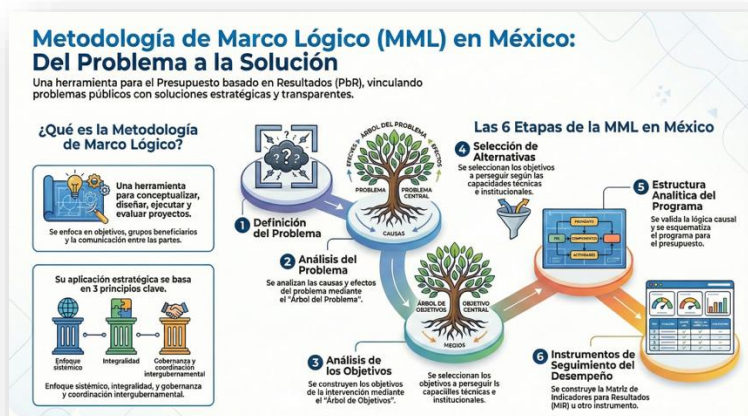 Metodología de Marco Lógico (MML) en México:
Del Problema a la Solución
Una herramienta para el Presupuesto basado en Resultados (PbR), vinculando
problemas públicos con soluciones estratégicas y transparentes.
¿Qué es la Metodología
de Marco Lógico?
Una herramienta
para conceptualizar,
diseñar, ejecutar y
evaluar proyectos.
Se enfoca en objetivos, grupos beneficiarios
y la comunicación entre las partes.
Su aplicación estratégica se basa
en 3 principios clave.
Enfoque
sistémico
Integralidad
Gobernanza y
coordinación
intergubernamental
Enfoque sistémico, integralidad, y gobernanza
y coordinación intergubernamental.
Las 6 Etapas de la MML en México
1 Definición
del Problema
ÁRBOL DEL PROBLEMA
EFECTOS
PROBLEMA
PROBLEMA
CENTRAL
CAUSAS
2 Análisis del
Problema
Se analizan las causas y efectos
del problema mediante
el "Árbol del Problema".
ÁRBOL DE
OBJETIVOS
OBJETIVO
CENTRAL
3 Análisis de
los Objetivos
Se construyen los objetivos
de la intervención mediante
el "Árbol de Objetivos".
Se seleccionan los
objetivos a perseguir
técnicas e
institucionales.
4 Selección de
Alternativas
Se seleccionan los objetivos
a perseguir según las
capacidades técnicas
e institucionales.
COMPONENTES
ACTIVIDADES
5 Estructura
Analítica del
Programa
Se valida la lógica causal
y se esquematiza
el programa para
el presupuesto.
6 Instrumentos de
Seguimiento del
Desempeño
Se construye la Matriz de
Indicadores para Resultados
(MIR) u otro instrumento.